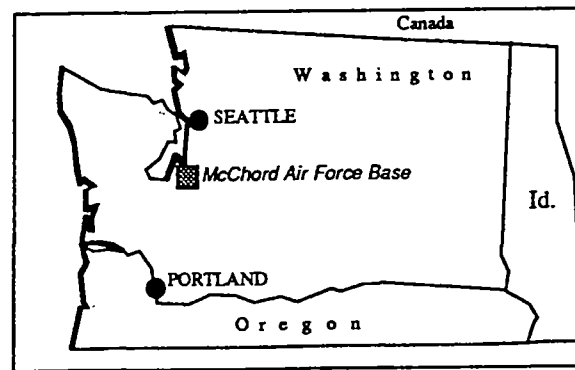 Canada
Washington
SEATTLE
McChord Air Force Base
Id.
PORTLAND
Oregon